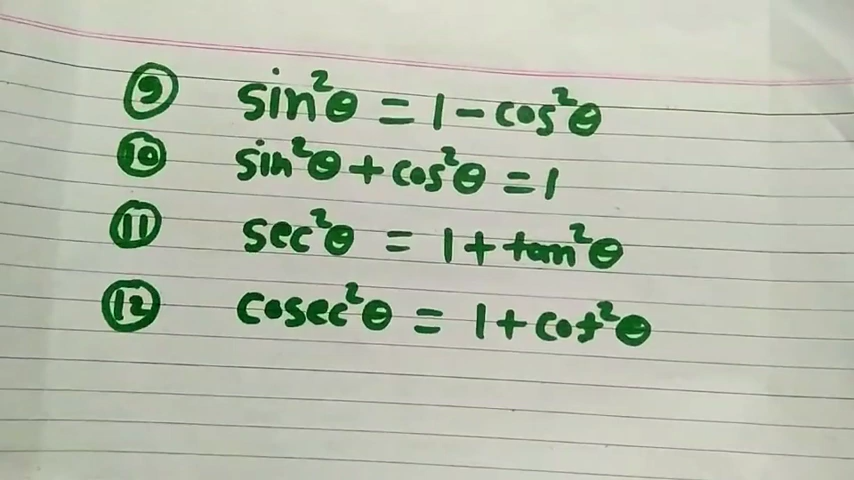 ⑨ sin²θ = 1 - cos²θ
⑩ sin²θ + cos²θ = 1
⑪ sec²θ = 1 + tan²θ
⑫ cosec²θ = 1 + cot²θ